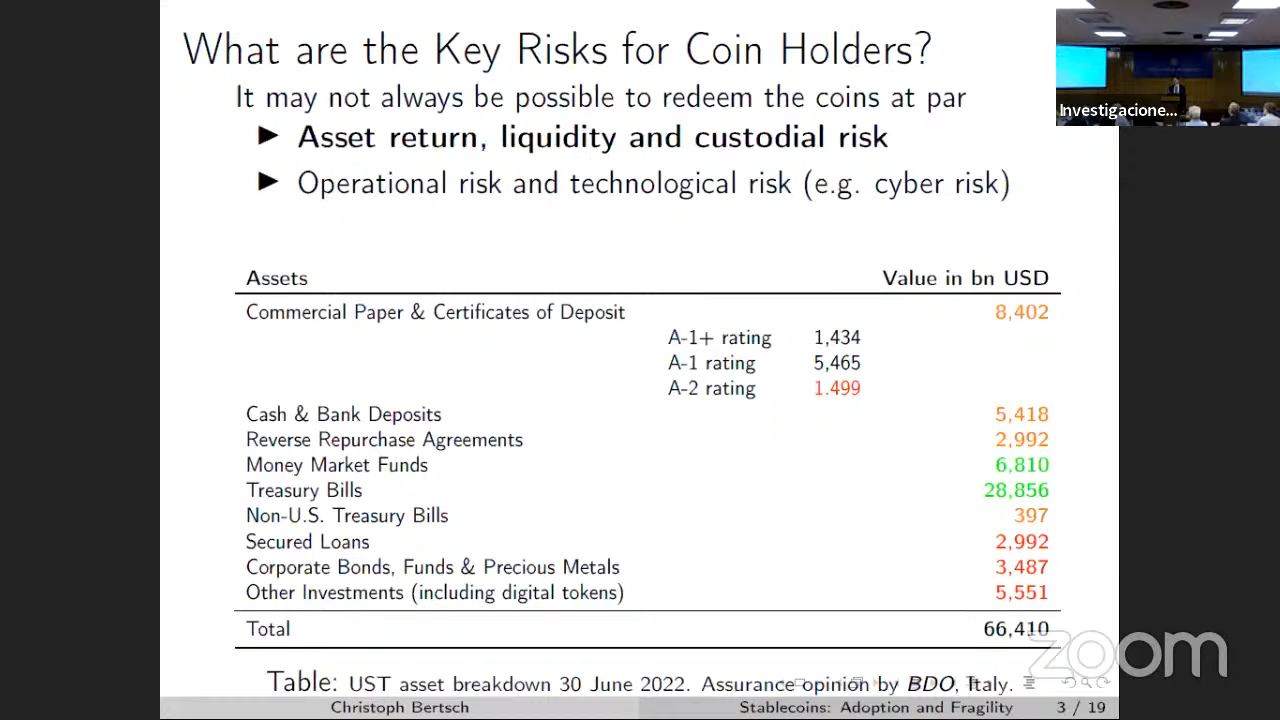 What are the Key Risks for Coin Holders?
Investigacione...
It may not always be possible to redeem the coins at par
▶ Asset return, liquidity and custodial risk
▶ Operational risk and technological risk (e.g. cyber risk)
Assets Value in bn USD
Commercial Paper & Certificates of Deposit 8,402
A-1+ rating 1,434
A-1 rating 5,465
A-2 rating 1.499
Cash & Bank Deposits 5,418
Reverse Repurchase Agreements 2,992
Money Market Funds 6,810
Treasury Bills 28,856
Non-U.S. Treasury Bills 397
Secured Loans 2,992
Corporate Bonds, Funds & Precious Metals 3,487
Other Investments (including digital tokens) 5,551
Total 66,410
zoom
Table: UST asset breakdown 30 June 2022. Assurance opinion by BDO, Italy.
Christoph Bertsch Stablecoins: Adoption and Fragility 3 / 19